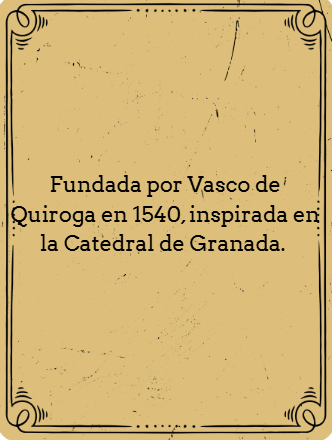 Fundada por Vasco de
Quiroga en 1540, inspirada en
la Catedral de Granada.